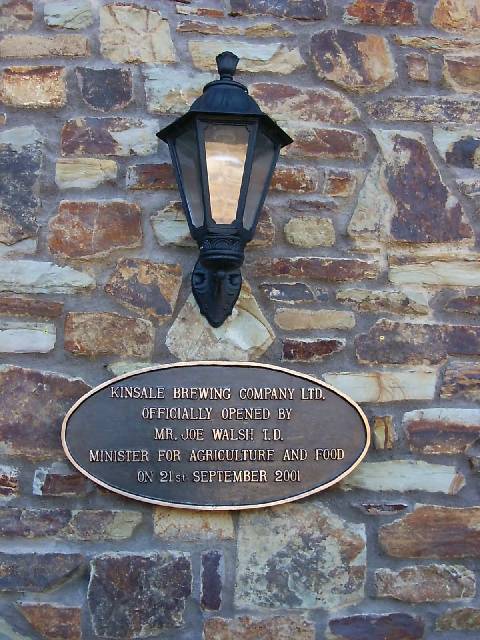 KINSALE BREWING COMPANY LTD.
OFFICIALLY OPENED BY
MR. JOE WALSH T.D.
MINISTER FOR AGRICULTURE AND FOOD
ON 21ST SEPTEMBER 2001